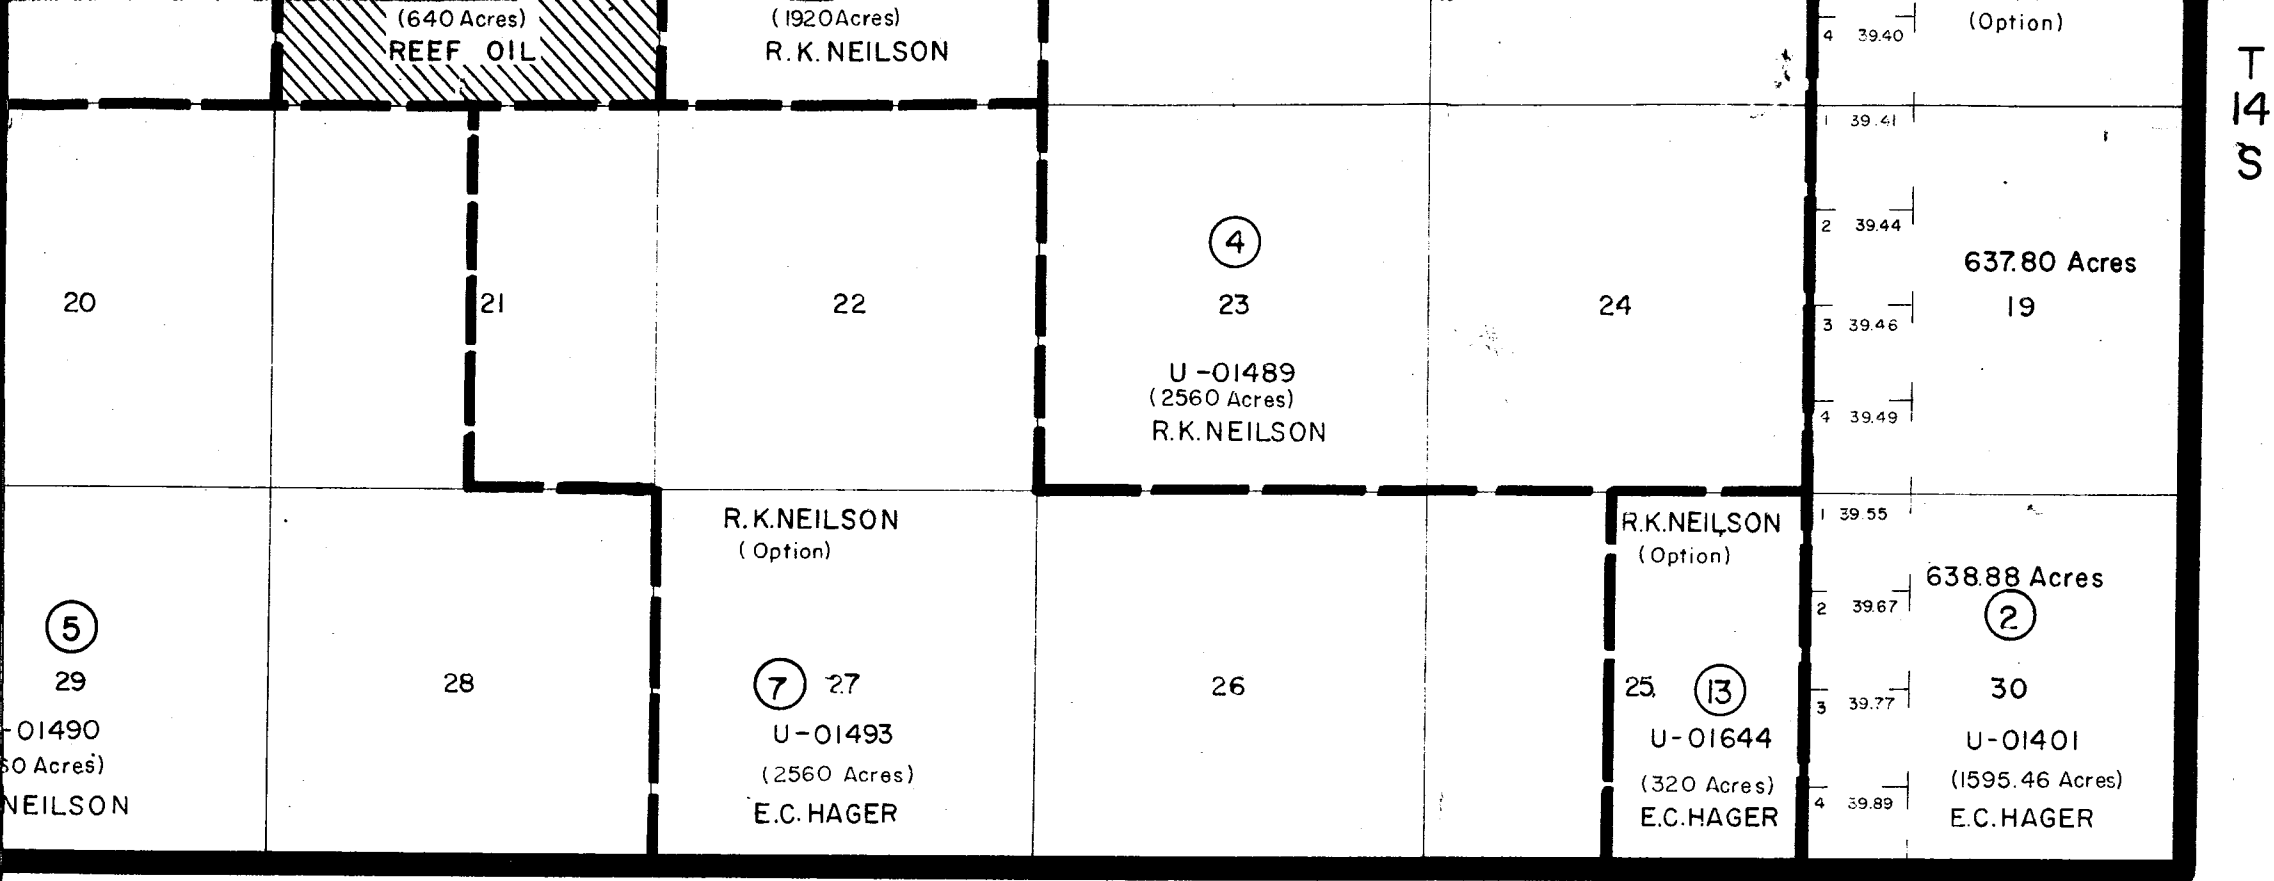 (640 Acres)
REEF OIL
(1920Acres)
R.K.NEILSON
4 39.40
(Option)
T
14
S
1 39.41
2 39.44
3 39.46
4 39.49
637.80 Acres
19
20
21
22
4
23
24
U-01489
(2560 Acres)
R.K.NEILSON
R.K.NEILSON
(Option)
R.K.NEILSON
(Option)
1 39.55
2 39.67
3 39.77
4 39.89
638.88 Acres
2
30
U-01401
(1595.46 Acres)
E.C.HAGER
5
29
-01490
0 Acres)
NEILSON
28
7 27
U-01493
(2560 Acres)
E.C.HAGER
26
25 13
U-01644
(320 Acres)
E.C.HAGER